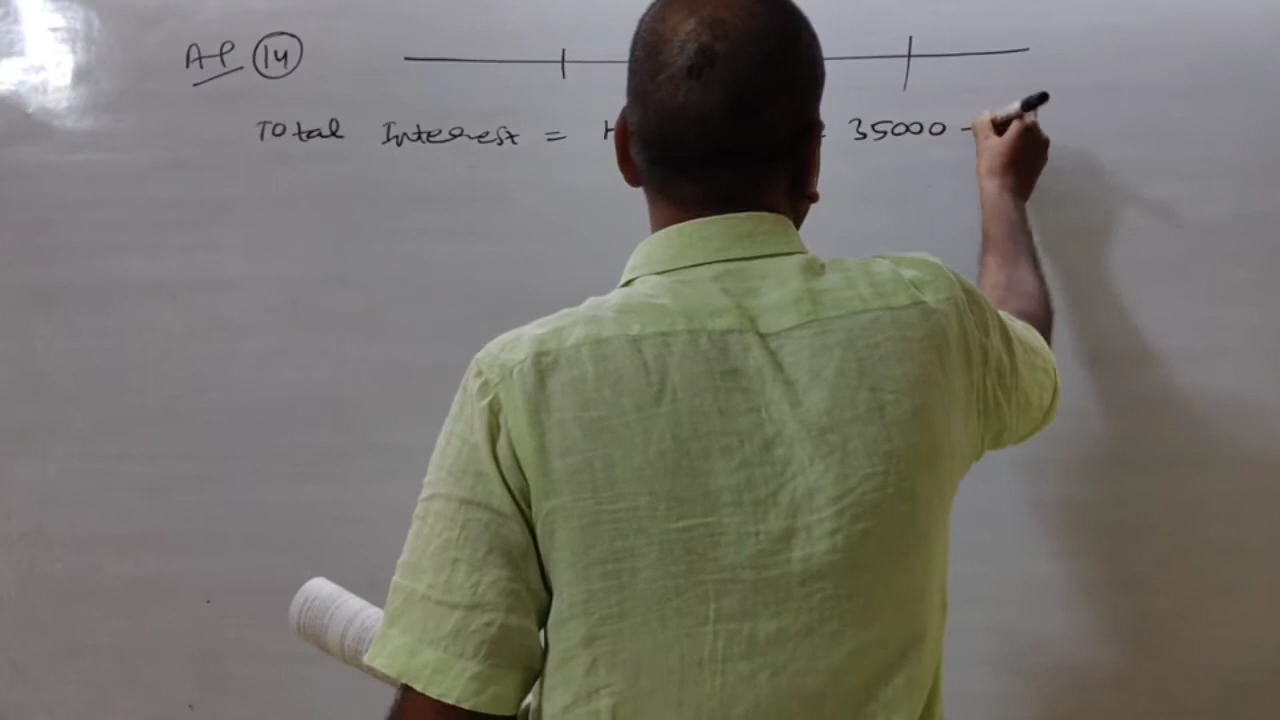 AP 14
Total Interest = 35000 -